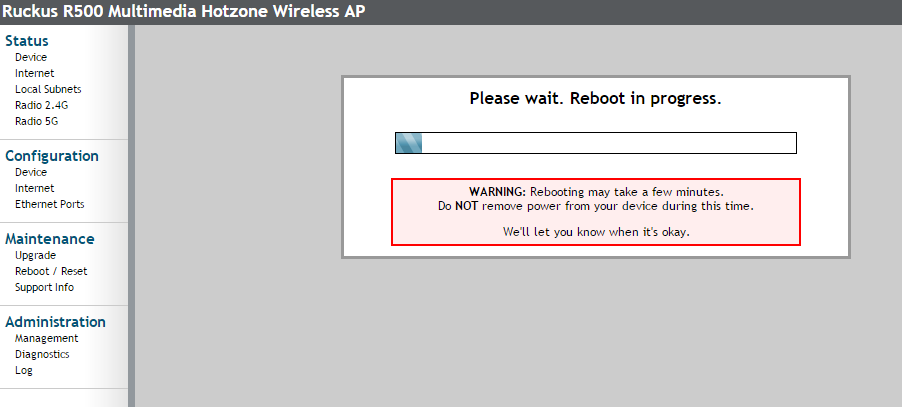 Ruckus R500 Multimedia Hotzone Wireless AP
Status
Device
Internet
Local Subnets
Radio 2.4G
Radio 5G
Configuration
Device
Internet
Ethernet Ports
Maintenance
Upgrade
Reboot / Reset
Support Info
Administration
Management
Diagnostics
Log
Please wait. Reboot in progress.
WARNING: Rebooting may take a few minutes.
Do NOT remove power from your device during this time.
We'll let you know when it's okay.